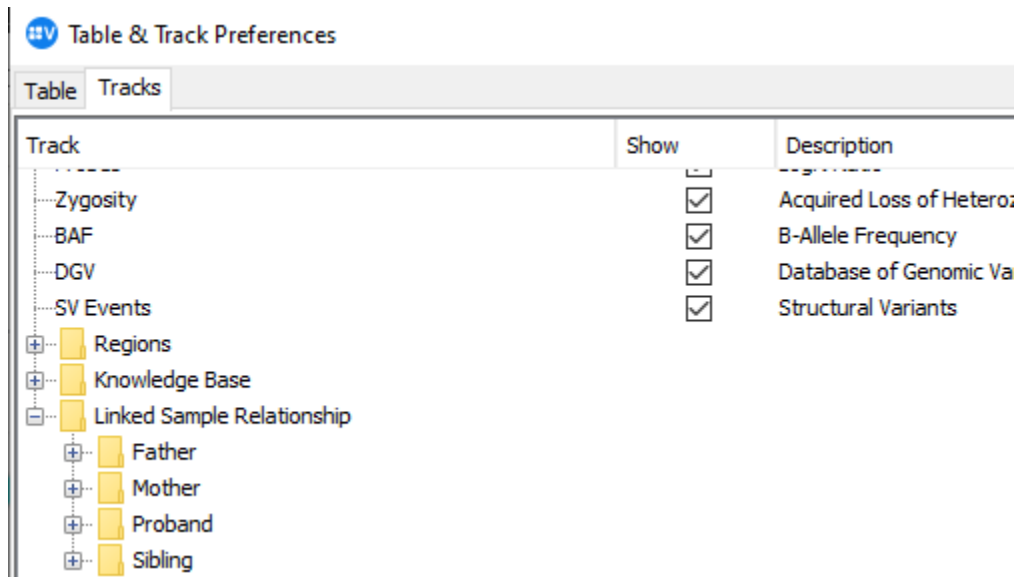 Table & Track Preferences
Table Tracks
Track Show Description
Zygosity Acquired Loss of Heteroz
BAF B-Allele Frequency
DGV Database of Genomic Va
SV Events Structural Variants
Regions
Knowledge Base
Linked Sample Relationship
Father
Mother
Proband
Sibling